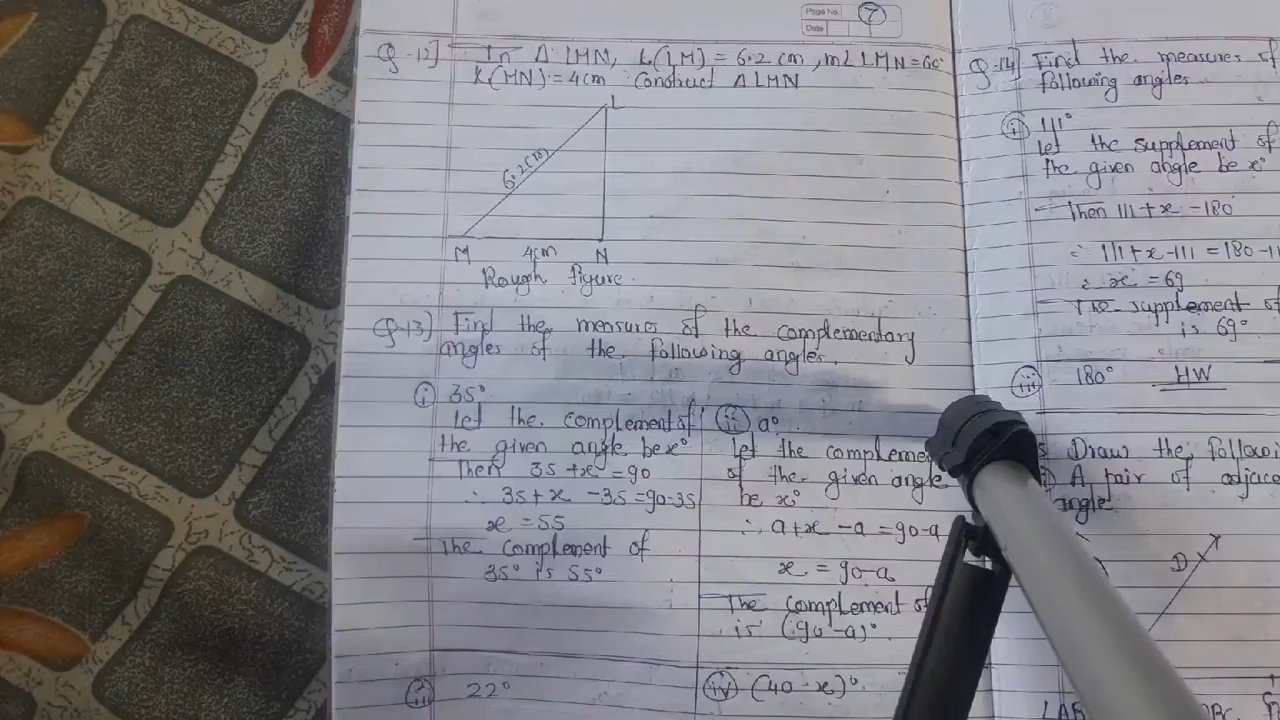 Page No. 7
Date
Q-12] In Δ LMN, l(LM) = 6.2 cm, m∠LMN = 60°
l(MN) = 4cm Construct Δ LMN
L
6.2cm
M 4cm N
Rough figure.
Q-13) Find the measures of the complementary
angles of the following angles.
(i) 35°
Let the complement of
the given angle be x°
Then 35 + x = 90
∴ 35 + x - 35 = 90-35
x = 55
The complement of
35° is 55°
(ii) 22°
(iii) a°
let the
of the given angle
be x°
∴ a + x - a = 90 - a
x = 90 - a
The complement of
is (90 - a)°
(iv) (40 - x)°
Q-14] Find the measures of
following angles
(i) 111°
Let the supplement of
the given angle be x°
Then 111 + x = 180
∴ 111 + x - 111 = 180 -
∴ x = 69
The supplement of
is 69°
(iii) 180° HW
Draw the
A pair of
angle
D